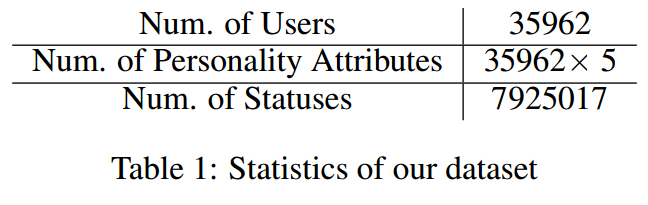 Num. of Users 35962
Num. of Personality Attributes 35962× 5
Num. of Statuses 7925017
Table 1: Statistics of our dataset